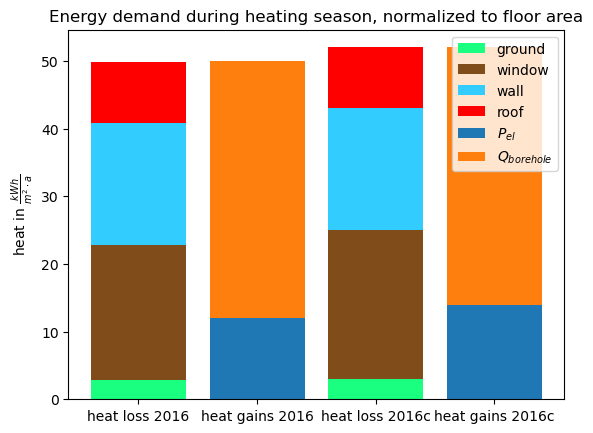 Energy demand during heating season, normalized to floor area
heat in kWh/m²·a
50
40
30
20
10
0
ground
window
wall
roof
P_el
Q_borehole
heat loss 2016 heat gains 2016 heat loss 2016c heat gains 2016c